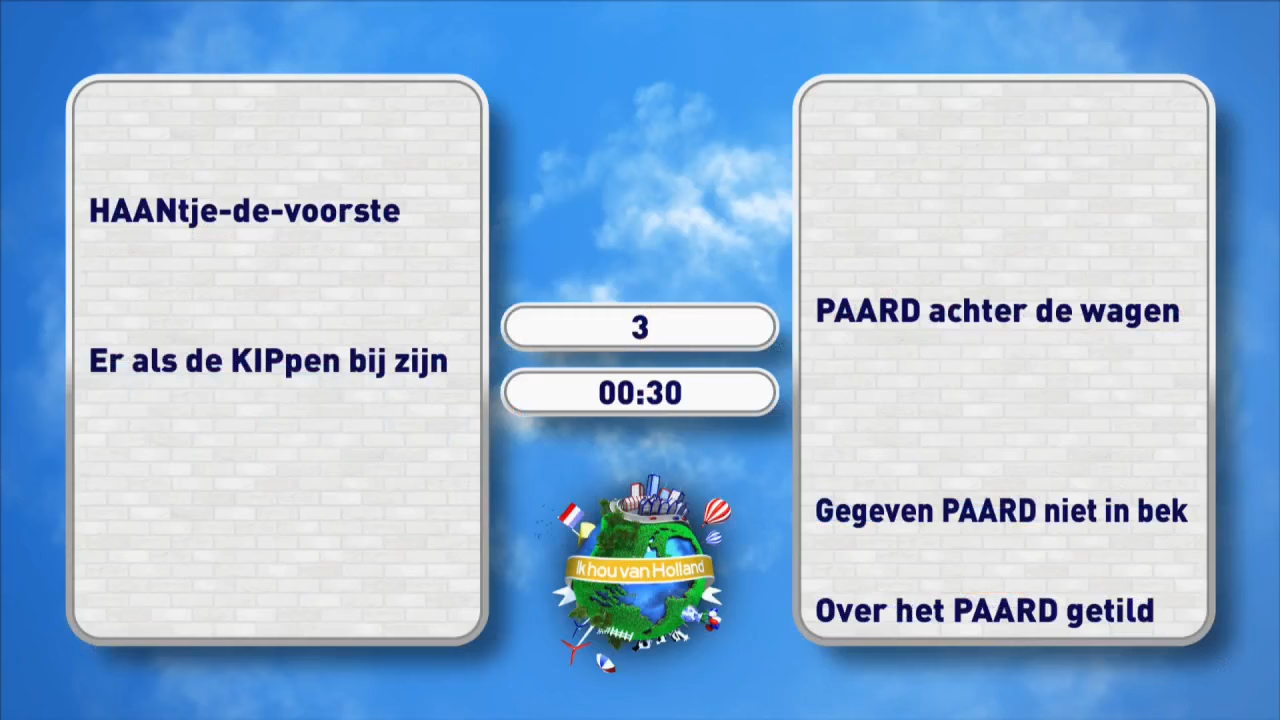 HAANtje-de-voorste
Er als de KIPpen bij zijn
3
00:30
Ik hou van Holland
PAARD achter de wagen
Gegeven PAARD niet in bek
Over het PAARD getild